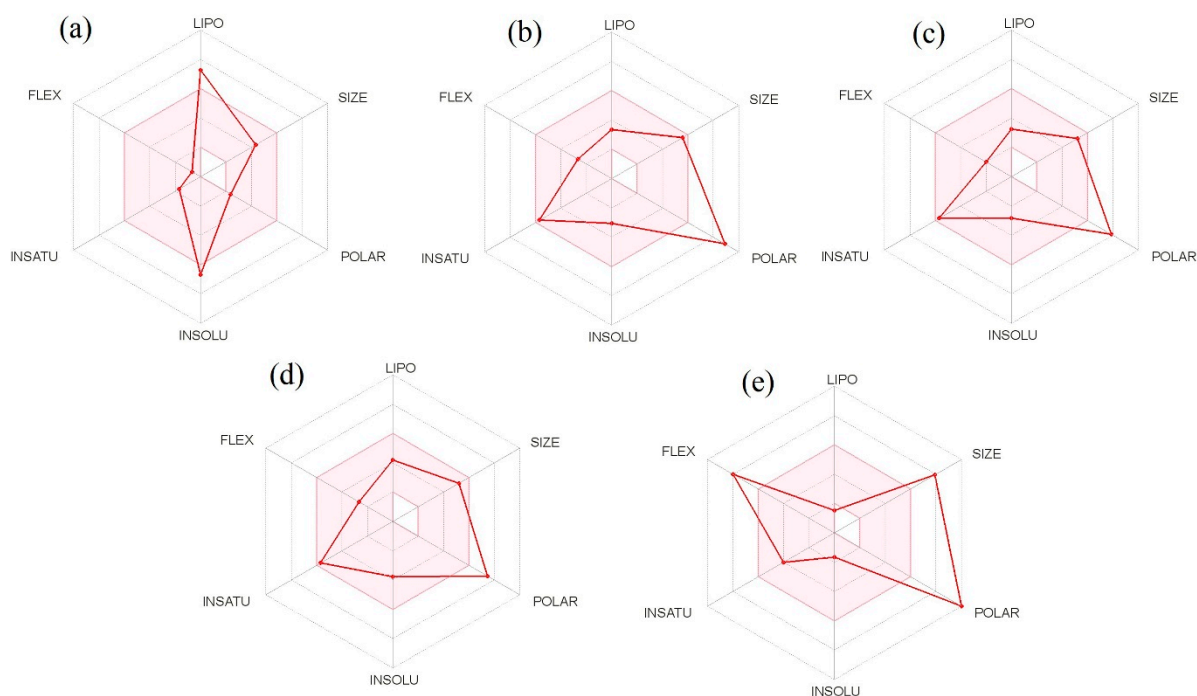 (a)
LIPO
FLEX
SIZE
INSATU
POLAR
INSOLU
(b)
LIPO
FLEX
SIZE
INSATU
POLAR
INSOLU
(c)
LIPO
FLEX
SIZE
INSATU
POLAR
INSOLU
(d)
LIPO
FLEX
SIZE
INSATU
POLAR
INSOLU
(e)
LIPO
FLEX
SIZE
INSATU
POLAR
INSOLU